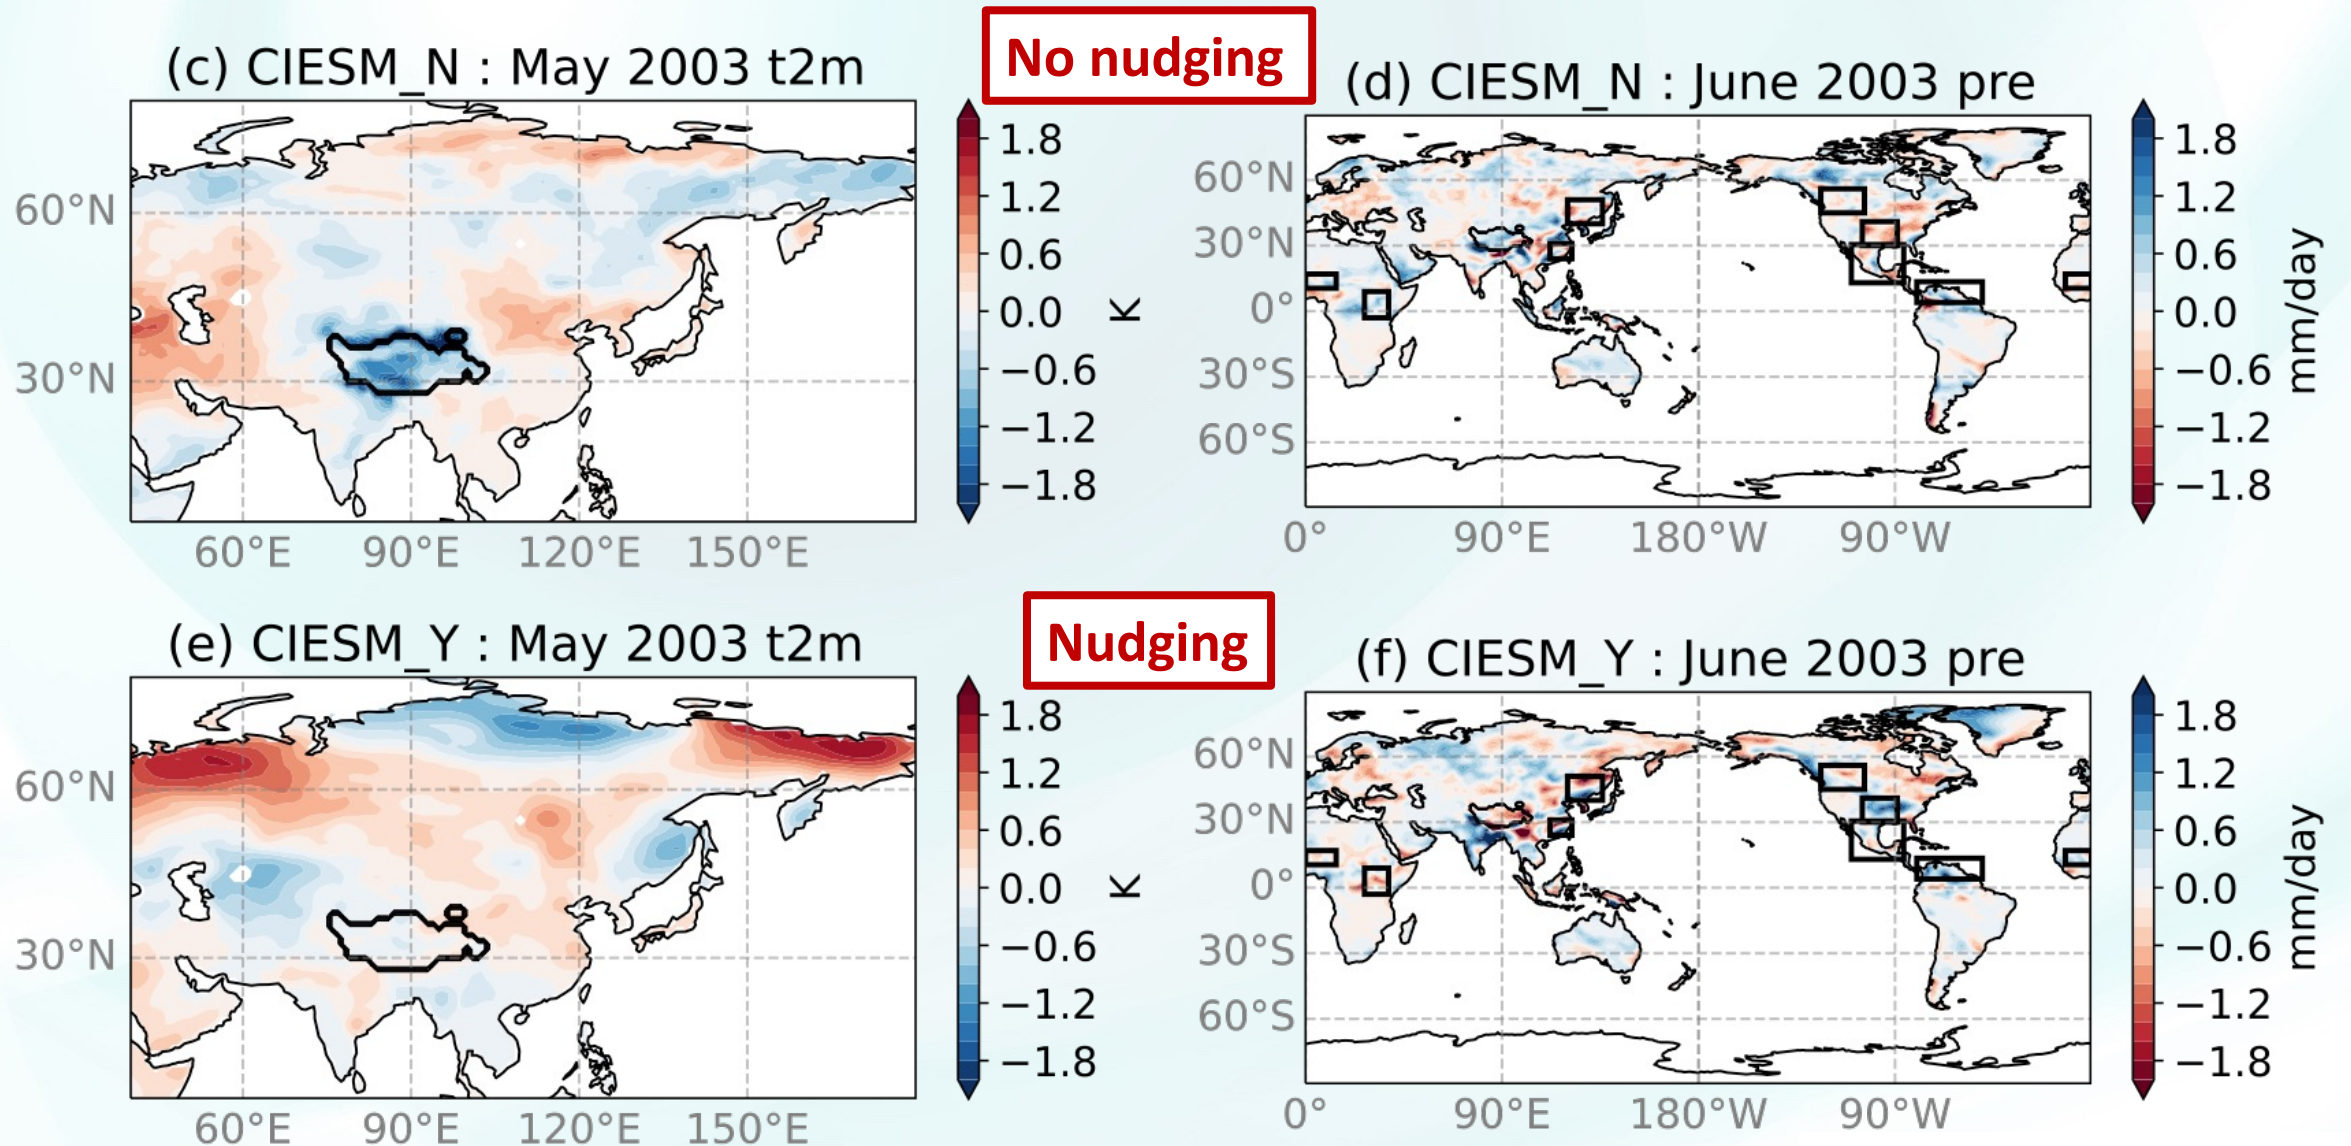 No nudging
(c) CIESM_N : May 2003 t2m
60°N
30°N
60°E 90°E 120°E 150°E
1.8
1.2
0.6
0.0
−0.6
−1.2
−1.8
K
(d) CIESM_N : June 2003 pre
60°N
30°N
0°
30°S
60°S
0° 90°E 180°W 90°W
1.8
1.2
0.6
0.0
−0.6
−1.2
−1.8
mm/day
Nudging
(e) CIESM_Y : May 2003 t2m
60°N
30°N
60°E 90°E 120°E 150°E
1.8
1.2
0.6
0.0
−0.6
−1.2
−1.8
K
(f) CIESM_Y : June 2003 pre
60°N
30°N
0°
30°S
60°S
0° 90°E 180°W 90°W
1.8
1.2
0.6
0.0
−0.6
−1.2
−1.8
mm/day